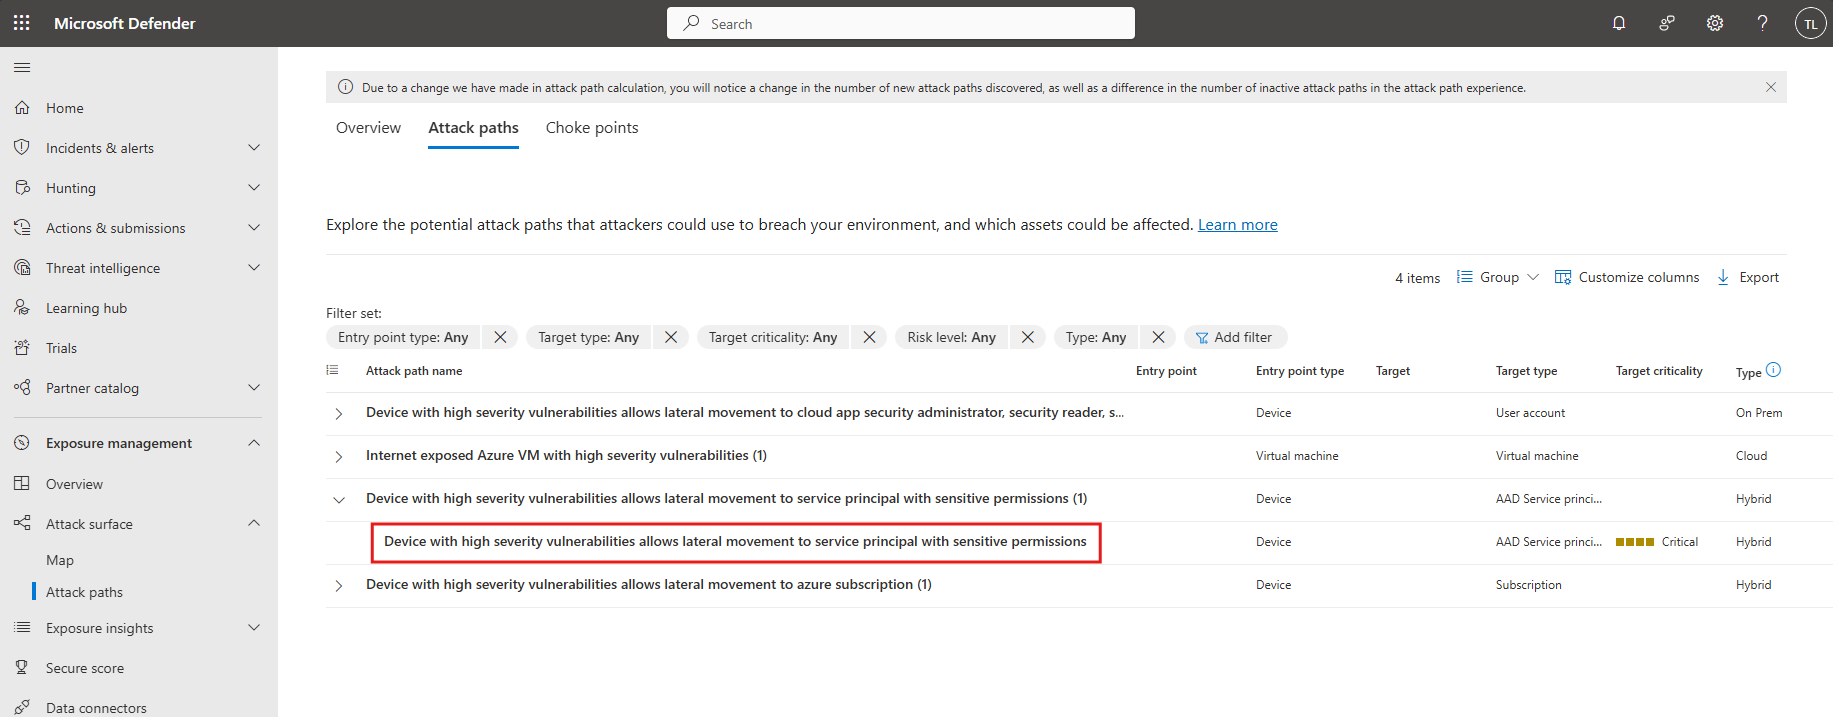 Microsoft Defender
Search
TL
Home
Incidents & alerts
Hunting
Actions & submissions
Threat intelligence
Learning hub
Trials
Partner catalog
Exposure management
Overview
Attack surface
Map
Attack paths
Exposure insights
Secure score
Data connectors
Due to a change we have made in attack path calculation, you will notice a change in the number of new attack paths discovered, as well as a difference in the number of inactive attack paths in the attack path experience.
Overview Attack paths Choke points
Explore the potential attack paths that attackers could use to breach your environment, and which assets could be affected. Learn more
4 items Group Customize columns Export
Filter set:
Entry point type: Any Target type: Any Target criticality: Any Risk level: Any Type: Any Add filter
Attack path name Entry point Entry point type Target Target type Target criticality Type
Device with high severity vulnerabilities allows lateral movement to cloud app security administrator, security reader, s... Device User account On Prem
Internet exposed Azure VM with high severity vulnerabilities (1) Virtual machine Virtual machine Cloud
Device with high severity vulnerabilities allows lateral movement to service principal with sensitive permissions (1) Device AAD Service princi... Hybrid
Device with high severity vulnerabilities allows lateral movement to service principal with sensitive permissions Device AAD Service princi... Critical Hybrid
Device with high severity vulnerabilities allows lateral movement to azure subscription (1) Device Subscription Hybrid